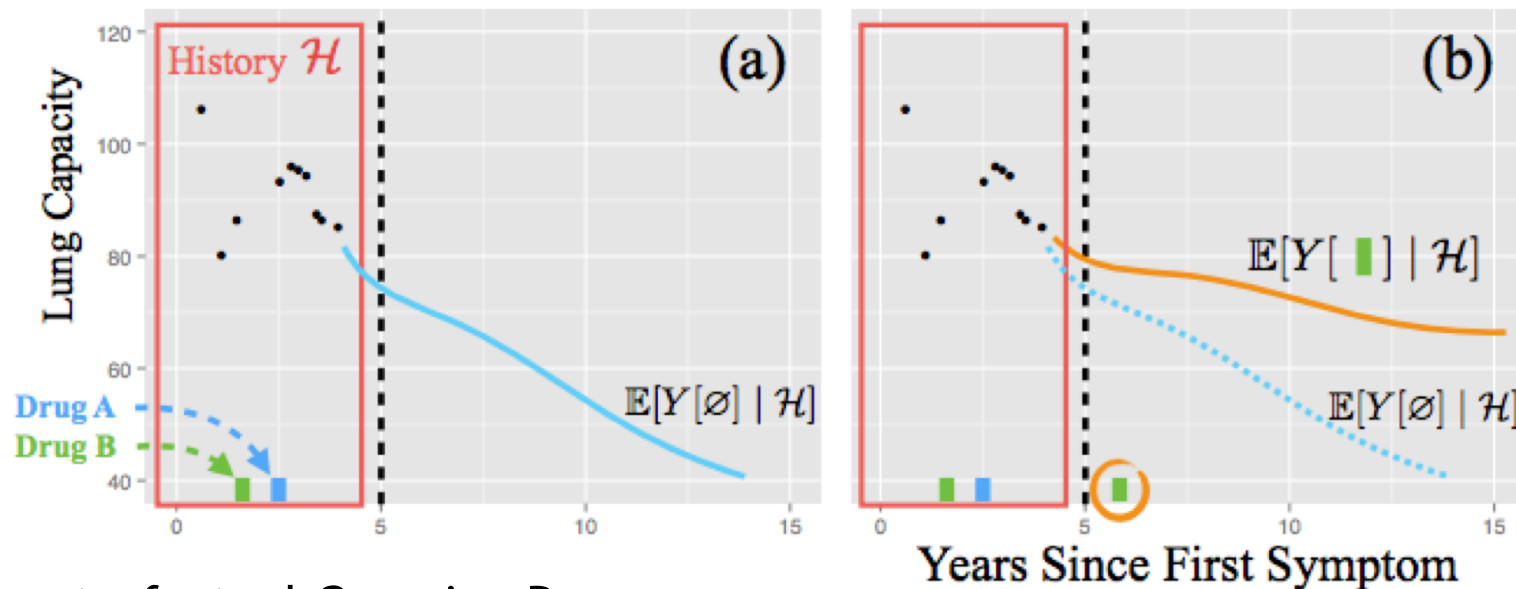 History ℋ
(a)
Lung Capacity
120
100
80
60
40
Drug A
Drug B
𝔼[Y[∅] | ℋ]
0 5 10 15
(b)
𝔼[Y[ ] | ℋ]
𝔼[Y[∅] | ℋ]
0 5 10 15
Years Since First Symptom